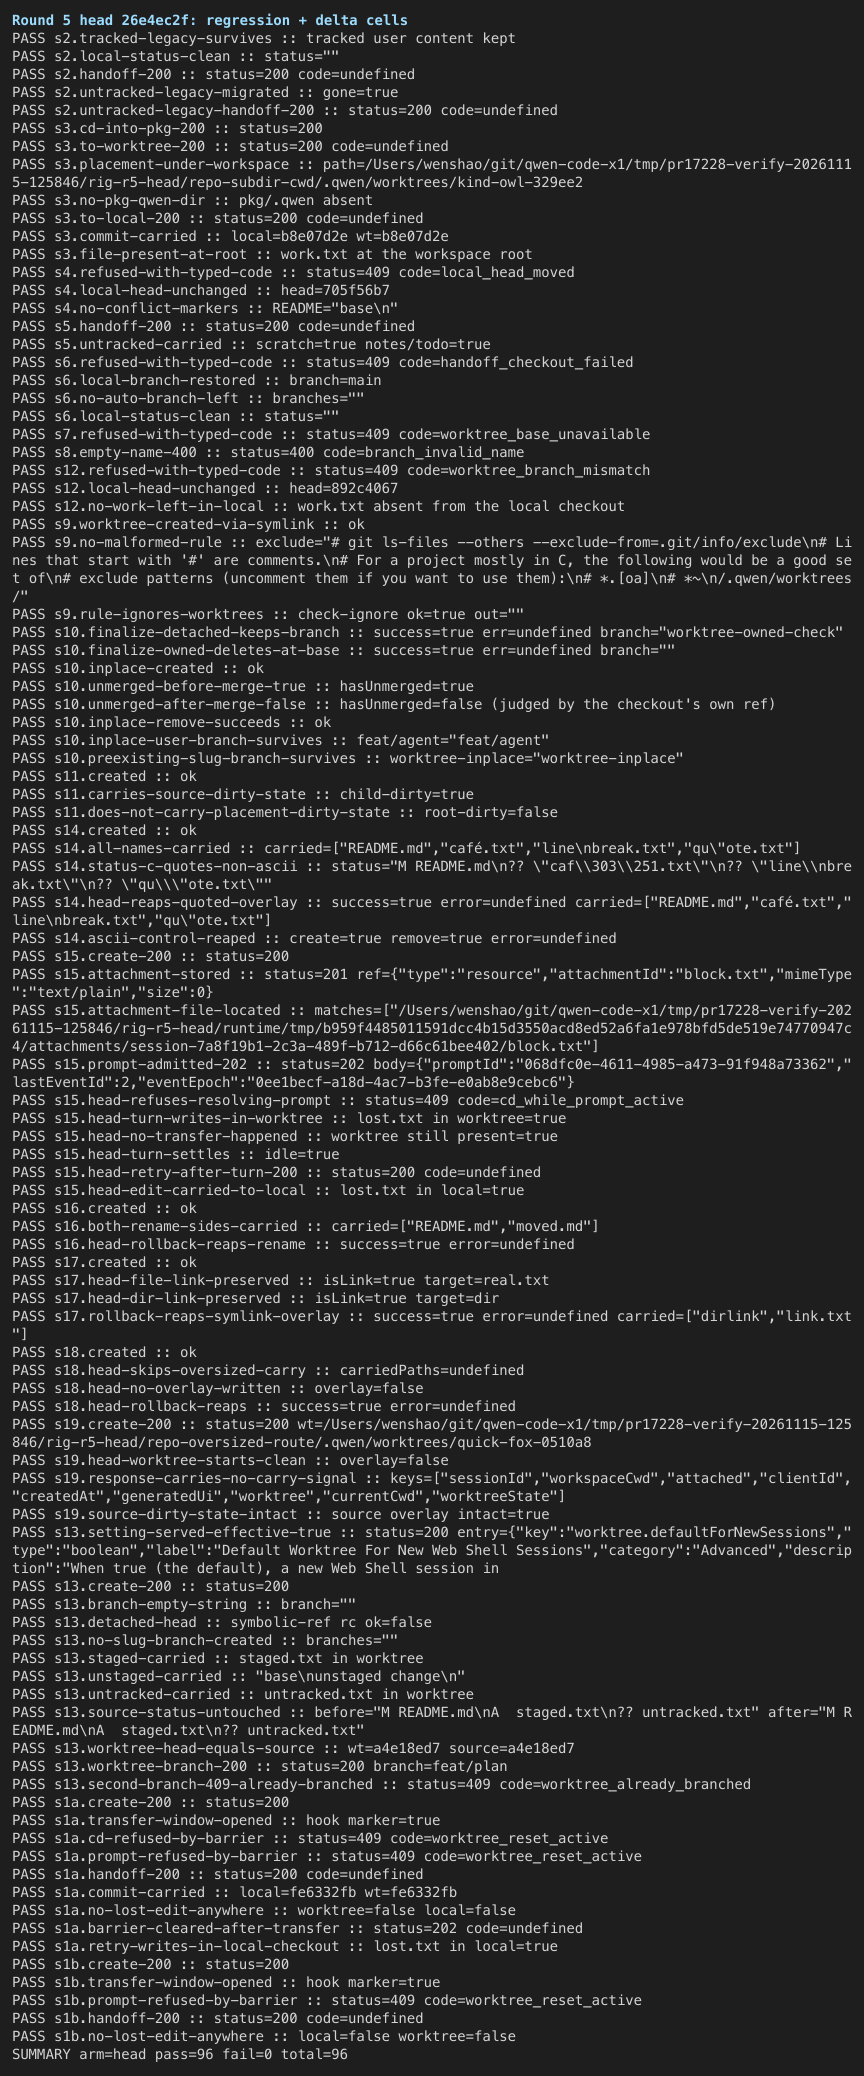 Round 5 head 26e4ec2f: regression + delta cells
PASS s2.tracked-legacy-survives :: tracked user content kept
PASS s2.local-status-clean :: status=""
PASS s2.handoff-200 :: status=200 code=undefined
PASS s2.untracked-legacy-migrated :: gone=true
PASS s2.untracked-legacy-handoff-200 :: status=200 code=undefined
PASS s3.cd-into-pkg-200 :: status=200
PASS s3.to-worktree-200 :: status=200 code=undefined
PASS s3.placement-under-workspace :: path=/Users/wenshao/git/qwen-code-x1/tmp/pr17228-verify-2026111
5-125846/rig-r5-head/repo-subdir-cwd/.qwen/worktrees/kind-owl-329ee2
PASS s3.no-pkg-qwen-dir :: pkg/.qwen absent
PASS s3.to-local-200 :: status=200 code=undefined
PASS s3.commit-carried :: local=b8e07d2e wt=b8e07d2e
PASS s3.file-present-at-root :: work.txt at the workspace root
PASS s4.refused-with-typed-code :: status=409 code=local_head_moved
PASS s4.local-head-unchanged :: head=705f56b7
PASS s4.no-conflict-markers :: README="base\n"
PASS s5.handoff-200 :: status=200 code=undefined
PASS s5.untracked-carried :: scratch=true notes/todo=true
PASS s6.refused-with-typed-code :: status=409 code=handoff_checkout_failed
PASS s6.local-branch-restored :: branch=main
PASS s6.no-auto-branch-left :: branches=""
PASS s6.local-status-clean :: status=""
PASS s7.refused-with-typed-code :: status=409 code=worktree_base_unavailable
PASS s8.empty-name-400 :: status=400 code=branch_invalid_name
PASS s12.refused-with-typed-code :: status=409 code=worktree_branch_mismatch
PASS s12.local-head-unchanged :: head=892c4067
PASS s12.no-work-left-in-local :: work.txt absent from the local checkout
PASS s9.worktree-created-via-symlink :: ok
PASS s9.no-malformed-rule :: exclude="# git ls-files --others --exclude-from=.git/info/exclude\n# Li
nes that start with '#' are comments.\n# For a project mostly in C, the following would be a good se
t of\n# exclude patterns (uncomment them if you want to use them):\n# *.[oa]\n# *~\n/.qwen/worktrees
/"
PASS s9.rule-ignores-worktrees :: check-ignore ok=true out=""
PASS s10.finalize-detached-keeps-branch :: success=true err=undefined branch="worktree-owned-check"
PASS s10.finalize-owned-deletes-at-base :: success=true err=undefined branch=""
PASS s10.inplace-created :: ok
PASS s10.unmerged-before-merge-true :: hasUnmerged=true
PASS s10.unmerged-after-merge-false :: hasUnmerged=false (judged by the checkout's own ref)
PASS s10.inplace-remove-succeeds :: ok
PASS s10.inplace-user-branch-survives :: feat/agent="feat/agent"
PASS s10.preexisting-slug-branch-survives :: worktree-inplace="worktree-inplace"
PASS s11.created :: ok
PASS s11.carries-source-dirty-state :: child-dirty=true
PASS s11.does-not-carry-placement-dirty-state :: root-dirty=false
PASS s14.created :: ok
PASS s14.all-names-carried :: carried=["README.md","café.txt","line\nbreak.txt","qu\"ote.txt"]
PASS s14.status-c-quotes-non-ascii :: status="M README.md\n?? \"caf\\303\\251.txt\"\n?? \"line\\nbre
ak.txt\"\n?? \"qu\\\"ote.txt\""
PASS s14.head-reaps-quoted-overlay :: success=true error=undefined carried=["README.md","café.txt","
line\nbreak.txt","qu\"ote.txt"]
PASS s14.ascii-control-reaped :: create=true remove=true error=undefined
PASS s15.create-200 :: status=200
PASS s15.attachment-stored :: status=201 ref={"type":"resource","attachmentId":"block.txt","mimeType
":"text/plain","size":0}
PASS s15.attachment-file-located :: matches=["/Users/wenshao/git/qwen-code-x1/tmp/pr17228-verify-202
61115-125846/rig-r5-head/runtime/tmp/b959f4485011591dcc4b15d3550acd8ed52a6fa1e978bfd5de519e74770947c
4/attachments/session-7a8f19b1-2c3a-489f-b712-d66c61bee402/block.txt"]
PASS s15.prompt-admitted-202 :: status=202 body={"promptId":"068dfc0e-4611-4985-a473-91f948a73362","
lastEventId":2,"eventEpoch":"0ee1becf-a18d-4ac7-b3fe-e0ab8e9cebc6"}
PASS s15.head-refuses-resolving-prompt :: status=409 code=cd_while_prompt_active
PASS s15.head-turn-writes-in-worktree :: lost.txt in worktree=true
PASS s15.head-no-transfer-happened :: worktree still present=true
PASS s15.head-turn-settles :: idle=true
PASS s15.head-retry-after-turn-200 :: status=200 code=undefined
PASS s15.head-edit-carried-to-local :: lost.txt in local=true
PASS s16.created :: ok
PASS s16.both-rename-sides-carried :: carried=["README.md","moved.md"]
PASS s16.head-rollback-reaps-rename :: success=true error=undefined
PASS s17.created :: ok
PASS s17.head-file-link-preserved :: isLink=true target=real.txt
PASS s17.head-dir-link-preserved :: isLink=true target=dir
PASS s17.rollback-reaps-symlink-overlay :: success=true error=undefined carried=["dirlink","link.txt
"]
PASS s18.created :: ok
PASS s18.head-skips-oversized-carry :: carriedPaths=undefined
PASS s18.head-no-overlay-written :: overlay=false
PASS s18.head-rollback-reaps :: success=true error=undefined
PASS s19.create-200 :: status=200 wt=/Users/wenshao/git/qwen-code-x1/tmp/pr17228-verify-20261115-125
846/rig-r5-head/repo-oversized-route/.qwen/worktrees/quick-fox-0510a8
PASS s19.head-worktree-starts-clean :: overlay=false
PASS s19.response-carries-no-carry-signal :: keys=["sessionId","workspaceCwd","attached","clientId",
"createdAt","generatedUi","worktree","currentCwd","worktreeState"]
PASS s19.source-dirty-state-intact :: source overlay intact=true
PASS s13.setting-served-effective-true :: status=200 entry={"key":"worktree.defaultForNewSessions","
type":"boolean","label":"Default Worktree For New Web Shell Sessions","category":"Advanced","descrip
tion":"When true (the default), a new Web Shell session in
PASS s13.create-200 :: status=200
PASS s13.branch-empty-string :: branch=""
PASS s13.detached-head :: symbolic-ref rc ok=false
PASS s13.no-slug-branch-created :: branches=""
PASS s13.staged-carried :: staged.txt in worktree
PASS s13.unstaged-carried :: "base\nunstaged change\n"
PASS s13.untracked-carried :: untracked.txt in worktree
PASS s13.source-status-untouched :: before="M README.md\nA  staged.txt\n?? untracked.txt" after="M R
EADME.md\nA  staged.txt\n?? untracked.txt"
PASS s13.worktree-head-equals-source :: wt=a4e18ed7 source=a4e18ed7
PASS s13.worktree-branch-200 :: status=200 branch=feat/plan
PASS s13.second-branch-409-already-branched :: status=409 code=worktree_already_branched
PASS s1a.create-200 :: status=200
PASS s1a.transfer-window-opened :: hook marker=true
PASS s1a.cd-refused-by-barrier :: status=409 code=worktree_reset_active
PASS s1a.prompt-refused-by-barrier :: status=409 code=worktree_reset_active
PASS s1a.handoff-200 :: status=200 code=undefined
PASS s1a.commit-carried :: local=fe6332fb wt=fe6332fb
PASS s1a.no-lost-edit-anywhere :: worktree=false local=false
PASS s1a.barrier-cleared-after-transfer :: status=202 code=undefined
PASS s1a.retry-writes-in-local-checkout :: lost.txt in local=true
PASS s1b.create-200 :: status=200
PASS s1b.transfer-window-opened :: hook marker=true
PASS s1b.prompt-refused-by-barrier :: status=409 code=worktree_reset_active
PASS s1b.handoff-200 :: status=200 code=undefined
PASS s1b.no-lost-edit-anywhere :: local=false worktree=false
SUMMARY arm=head pass=96 fail=0 total=96